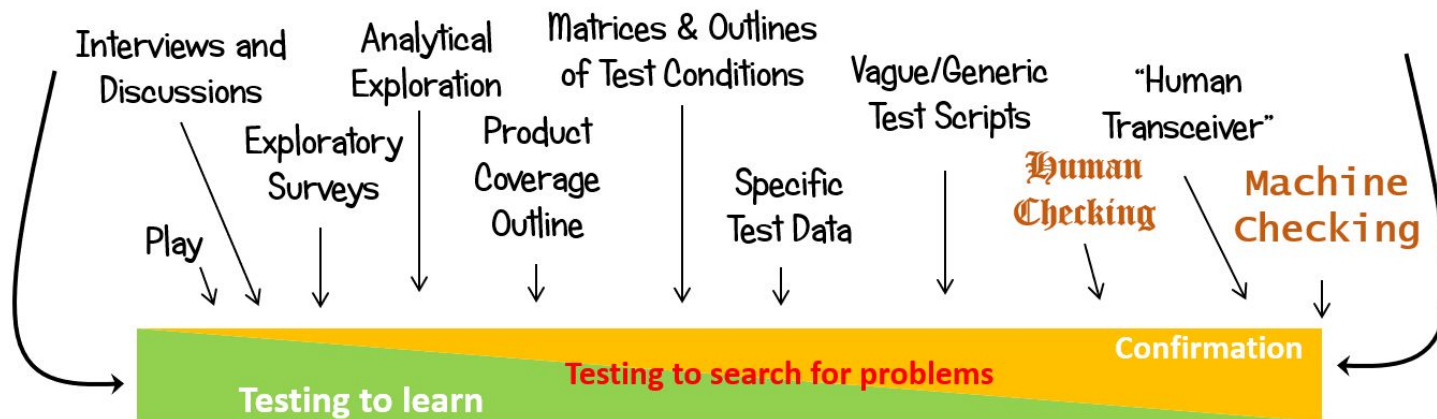 Interviews and
Discussions
Analytical
Exploration
Matrices & Outlines
of Test Conditions
Vague/Generic
Test Scripts
“Human
Transceiver”
Play
Exploratory
Surveys
Product
Coverage
Outline
Specific
Test Data
Human
Checking
Machine
Checking
Confirmation
Testing to search for problems
Testing to learn